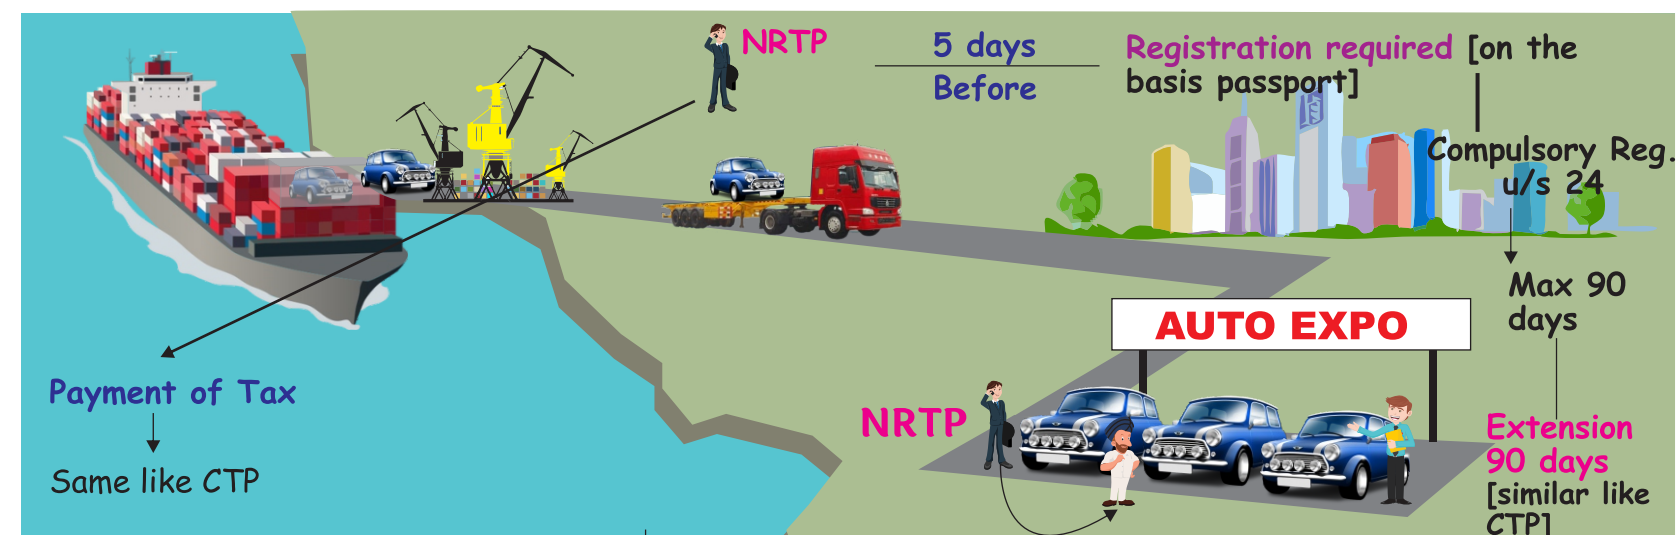 NRTP
5 days
Before
Registration required [on the
basis passport]
Compulsory Reg.
u/s 24
Max 90
days
AUTO EXPO
Payment of Tax
Same like CTP
NRTP
Extension
90 days
[similar like
CTP]